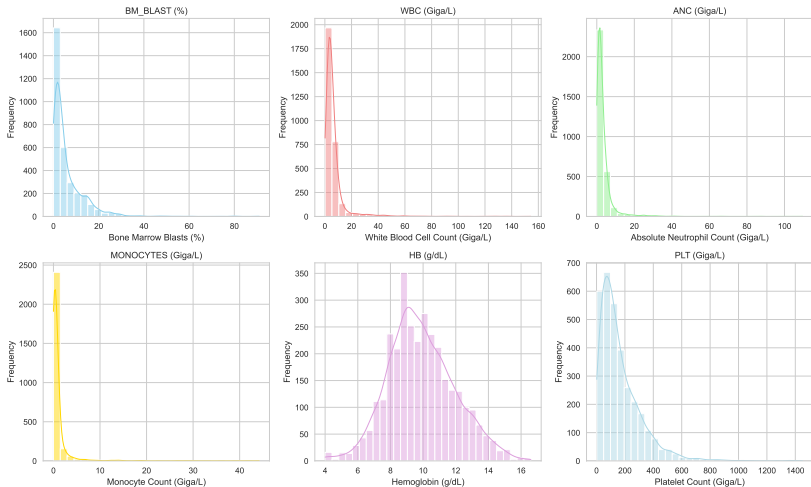 BM_BLAST (%)
Frequency
1600
1400
1200
1000
800
600
400
200
0
0 20 40 60 80
Bone Marrow Blasts (%)
WBC (Giga/L)
Frequency
2000
1750
1500
1250
1000
750
500
250
0
0 20 40 60 80 100 120 140 160
White Blood Cell Count (Giga/L)
ANC (Giga/L)
Frequency
2000
1500
1000
500
0
0 20 40 60 80 100
Absolute Neutrophil Count (Giga/L)
MONOCYTES (Giga/L)
Frequency
2500
2000
1500
1000
500
0
0 10 20 30 40
Monocyte Count (Giga/L)
HB (g/dL)
Frequency
350
300
250
200
150
100
50
0
4 6 8 10 12 14 16
Hemoglobin (g/dL)
PLT (Giga/L)
Frequency
700
600
500
400
300
200
100
0
0 200 400 600 800 1000 1200 1400
Platelet Count (Giga/L)